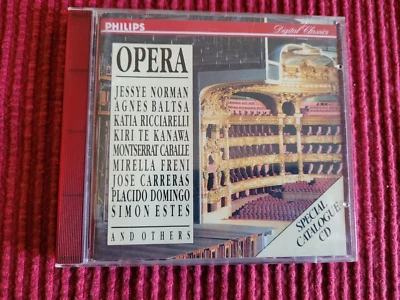 PHILIPS
Digital Classics
OPERA
JESSYE NORMAN
AGNES BALTSA
KATIA RICCIARELLI
KIRI TE KANAWA
MONTSERRAT CABALLE
MIRELLA FRENI
JOSE CARRERAS
PLACIDO DOMINGO
SIMON ESTES
AND OTHERS
SPECIAL
CATALOGUE
CD